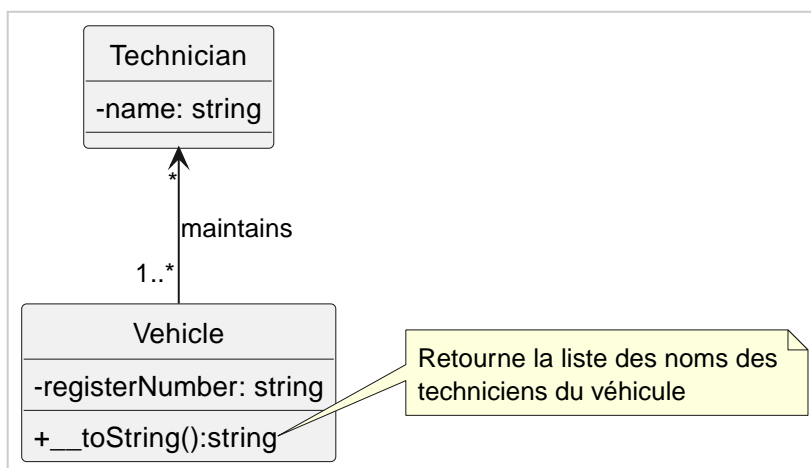 Technician
-name: string
*
maintains
1..*
Vehicle
-registerNumber: string
+__toString():string
Retourne la liste des noms des
techniciens du véhicule